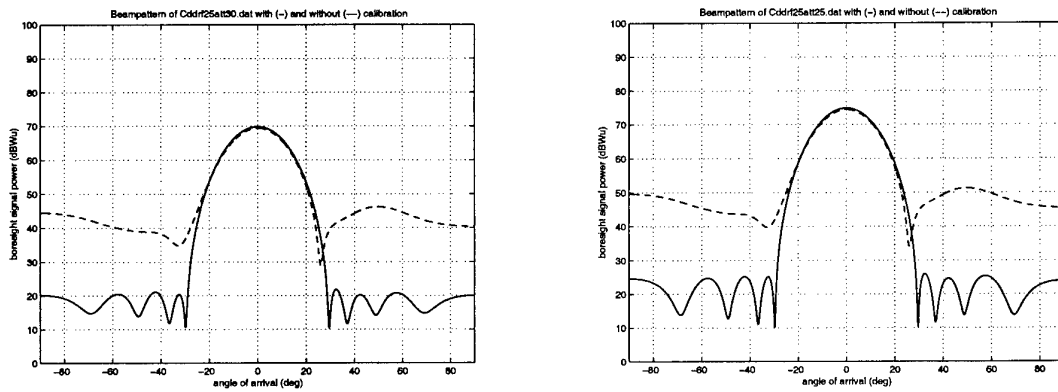 Beampattern of Cddrf25att30.dat with (-) and without (---) calibration
100
90
80
70
60
50
40
30
20
10
0
boresight signal power (dBWu)
-80 -60 -40 -20 0 20 40 60 80
angle of arrival (deg)
Beampattern of Cddrf25att25.dat with (-) and without (--) calibration
100
90
80
70
60
50
40
30
20
10
0
boresight signal power (dBWu)
-80 -60 -40 -20 0 20 40 60 80
angle of arrival (deg)